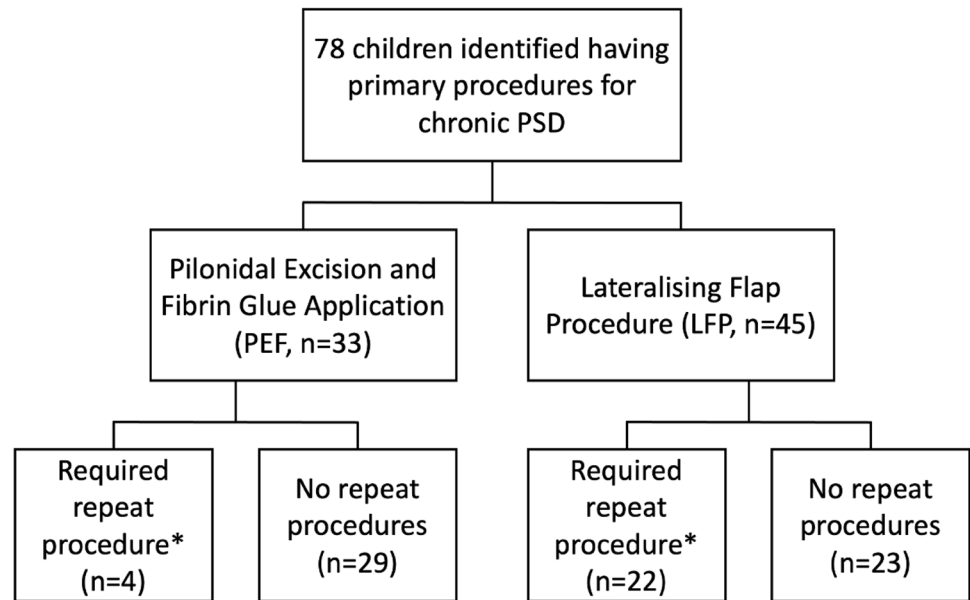 78 children identified having
primary procedures for
chronic PSD
Pilonidal Excision and
Fibrin Glue Application
(PEF, n=33)
Lateralising Flap
Procedure (LFP, n=45)
Required
repeat
procedure*
(n=4)
No repeat
procedures
(n=29)
Required
repeat
procedure*
(n=22)
No repeat
procedures
(n=23)